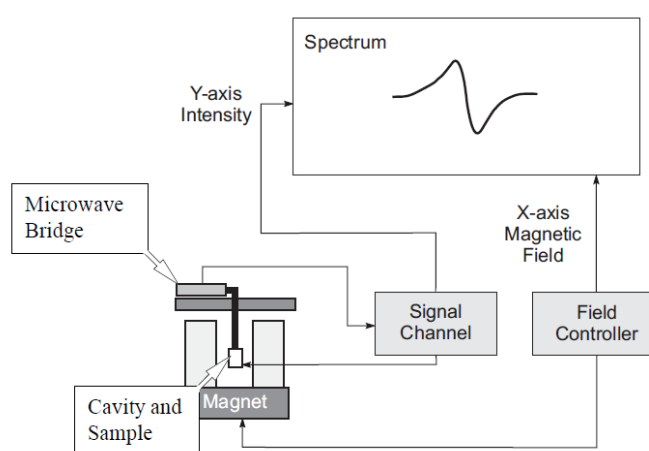 Spectrum
Y-axis
Intensity
Microwave
Bridge
X-axis
Magnetic
Field
Signal
Channel
Field
Controller
Cavity and
Sample
Magnet